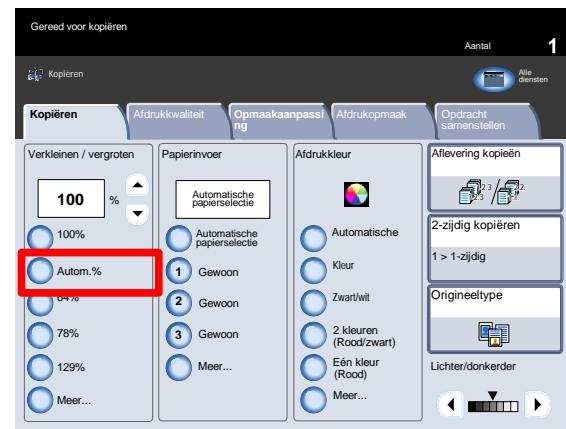 Gereed voor kopiëren
Aantal 1
Kopiëren
Alle
diensten
Kopiëren
Afdrukkwaliteit
Opmaakaanpassi
ng
Afdrukopmaak
Opdracht
samenstellen
Verkleinen / vergroten
100 %
100%
Autom.%
64%
78%
129%
Meer...
Papierinvoer
Automatische
papierselectie
Automatische
papierselectie
1 Gewoon
2 Gewoon
3 Gewoon
Meer...
Afdrukkleur
Automatische
Kleur
Zwart/wit
2 kleuren
(Rood/zwart)
Eén kleur
(Rood)
Meer...
Aflevering kopieën
2-zijdig kopiëren
1 > 1-zijdig
Origineeltype
Lichter/donkerder